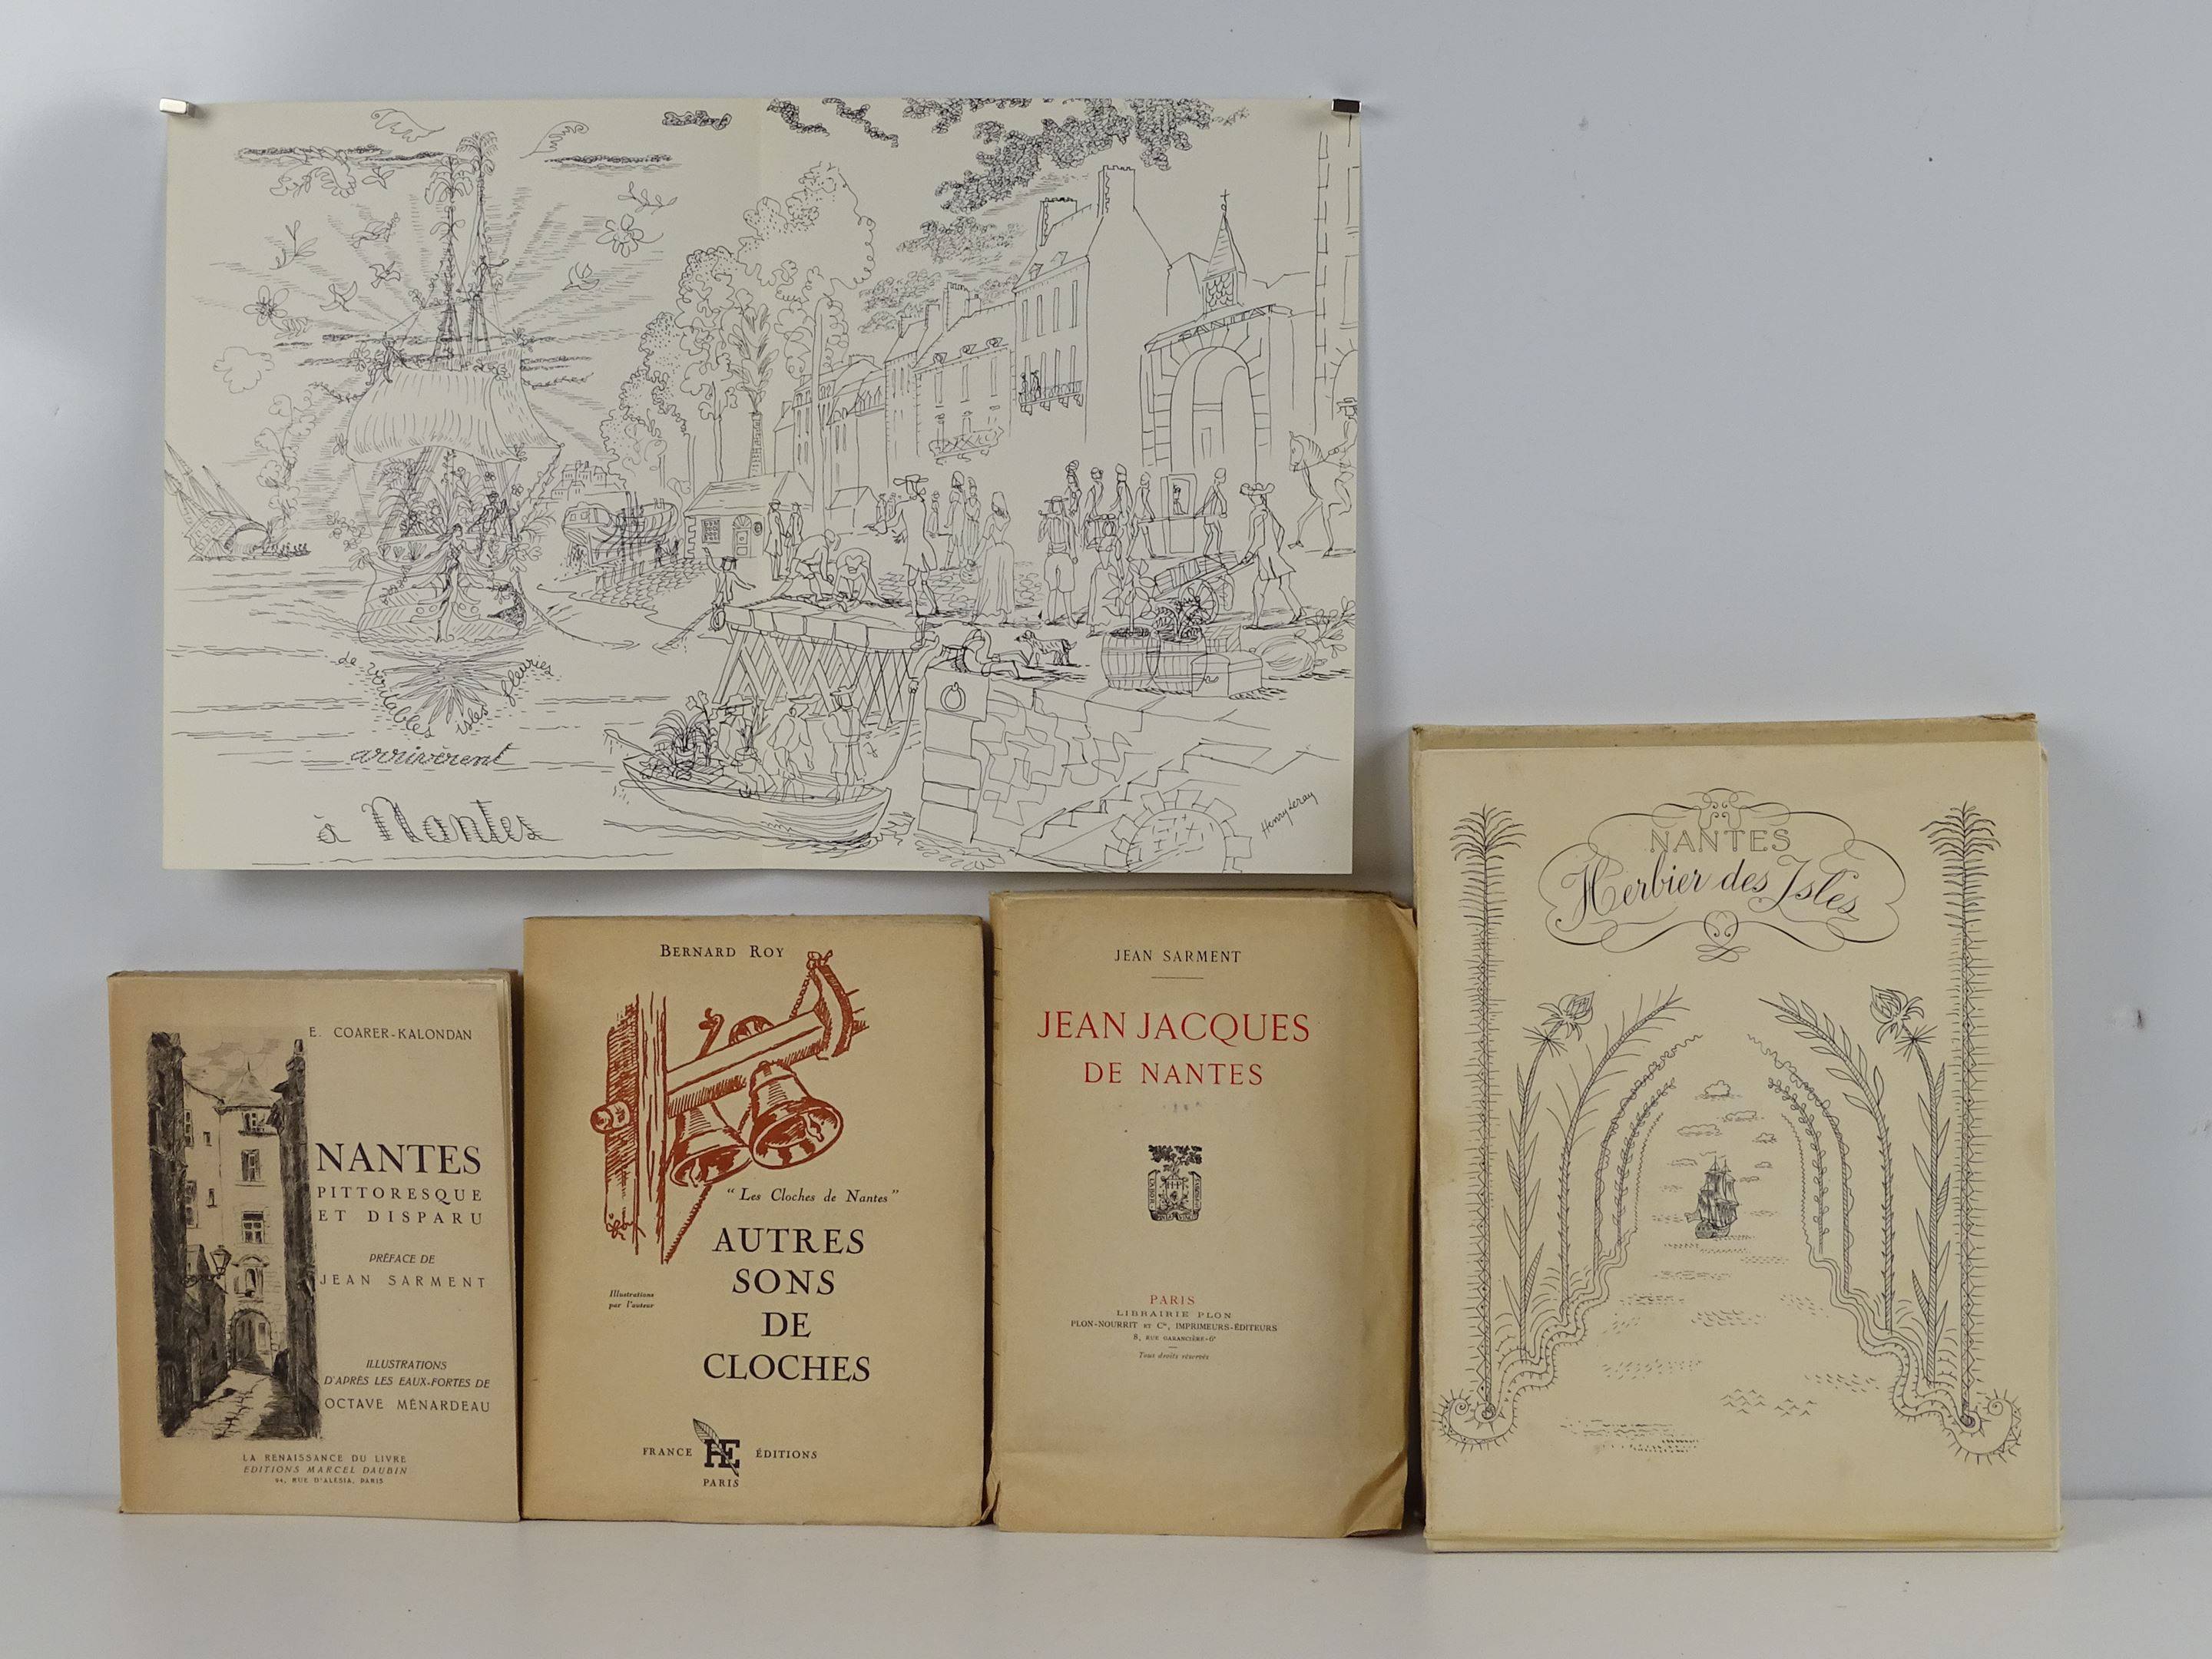 de véritables isles fleuries
arrivèrent
à Nantes
Henry Leray
E. COARER-KALONDAN
NANTES
PITTORESQUE
ET DISPARU
PRÉFACE DE
JEAN SARMENT
ILLUSTRATIONS
D'APRÈS LES EAUX-FORTES DE
OCTAVE MÉNARDEAU
LA RENAISSANCE DU LIVRE
EDITIONS MARCEL DAUBIN
94, RUE D'ALÉSIA, PARIS
BERNARD ROY
"Les Cloches de Nantes"
AUTRES
SONS
DE
CLOCHES
Illustrations
par l'auteur
FRANCE ÉDITIONS
PARIS
JEAN SARMENT
JEAN JACQUES
DE NANTES
PARIS
LIBRAIRIE PLON
PLON-NOURRIT ET Cie, IMPRIMEURS-ÉDITEURS
8, RUE GARANCIÈRE-6e
Tous droits réservés
NANTES
Herbier des Isles